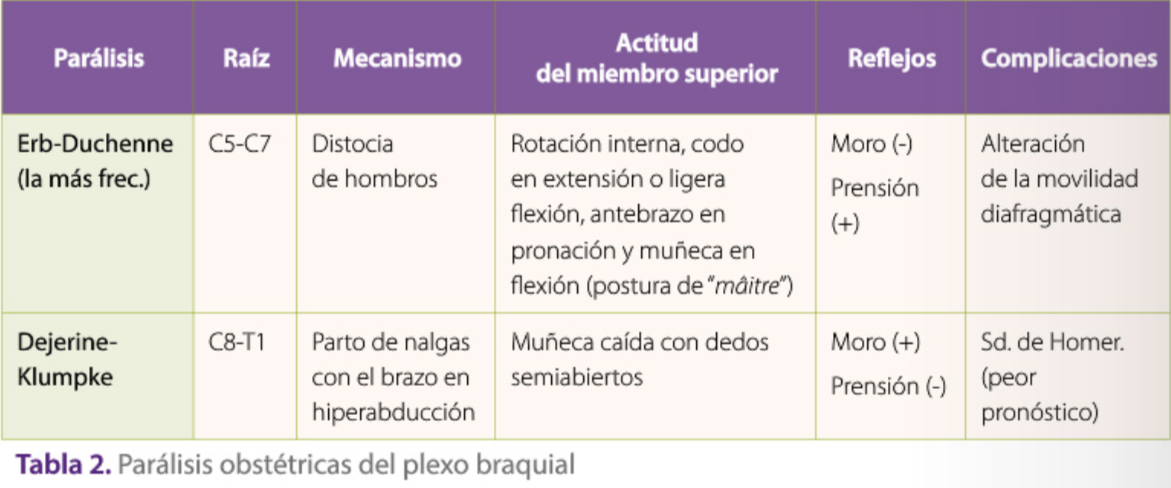 Parálisis
Raíz
Mecanismo
Actitud
del miembro superior
Reflejos
Complicaciones
Erb-Duchenne
(la más frec.)
C5-C7
Distocia
de hombros
Rotación interna, codo
en extensión o ligera
flexión, antebrazo en
pronación y muñeca en
flexión (postura de "mâitre")
Moro (-)
Prensión
(+)
Alteración
de la movilidad
diafragmática
Dejerine-
Klumpke
C8-T1
Parto de nalgas
con el brazo en
hiperabducción
Muñeca caída con dedos
semiabiertos
Moro (+)
Prensión (-)
Sd. de Homer.
(peor
pronóstico)
Tabla 2. Parálisis obstétricas del plexo braquial